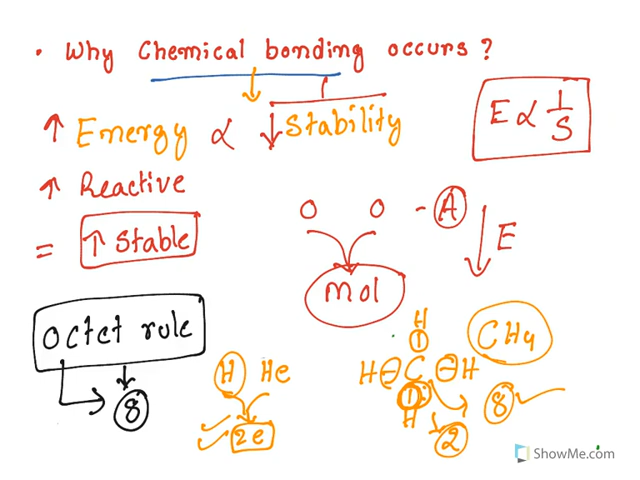 • Why Chemical bonding occurs ?
↑ Energy ∝ ↓ Stability
E ∝ 1/S
↑ Reactive
= ↑ Stable
O O - A ↓ E
mol
Octet rule
8
H He
2e
CH4
H
H C H
H
8
2
ShowMe.com